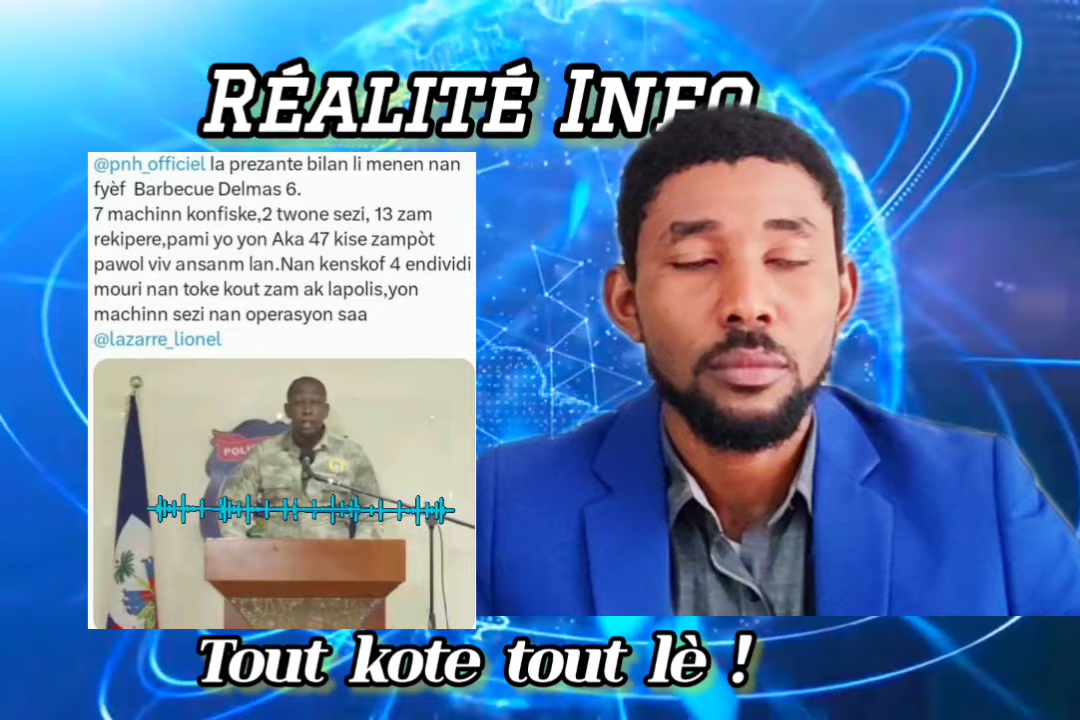 RÉALITÉ INFO
@pnh_officiel la prezante bilan li menen nan
fyèf Barbecue Delmas 6.
7 machinn konfiske,2 twone sezi, 13 zam
rekipere,pami yo yon Aka 47 kise zampòt
pawol viv ansanm lan.Nan kenskof 4 endividi
mouri nan toke kout zam ak lapolis,yon
machinn sezi nan operasyon saa
@lazarre_lionel
Tout kote tout lè !